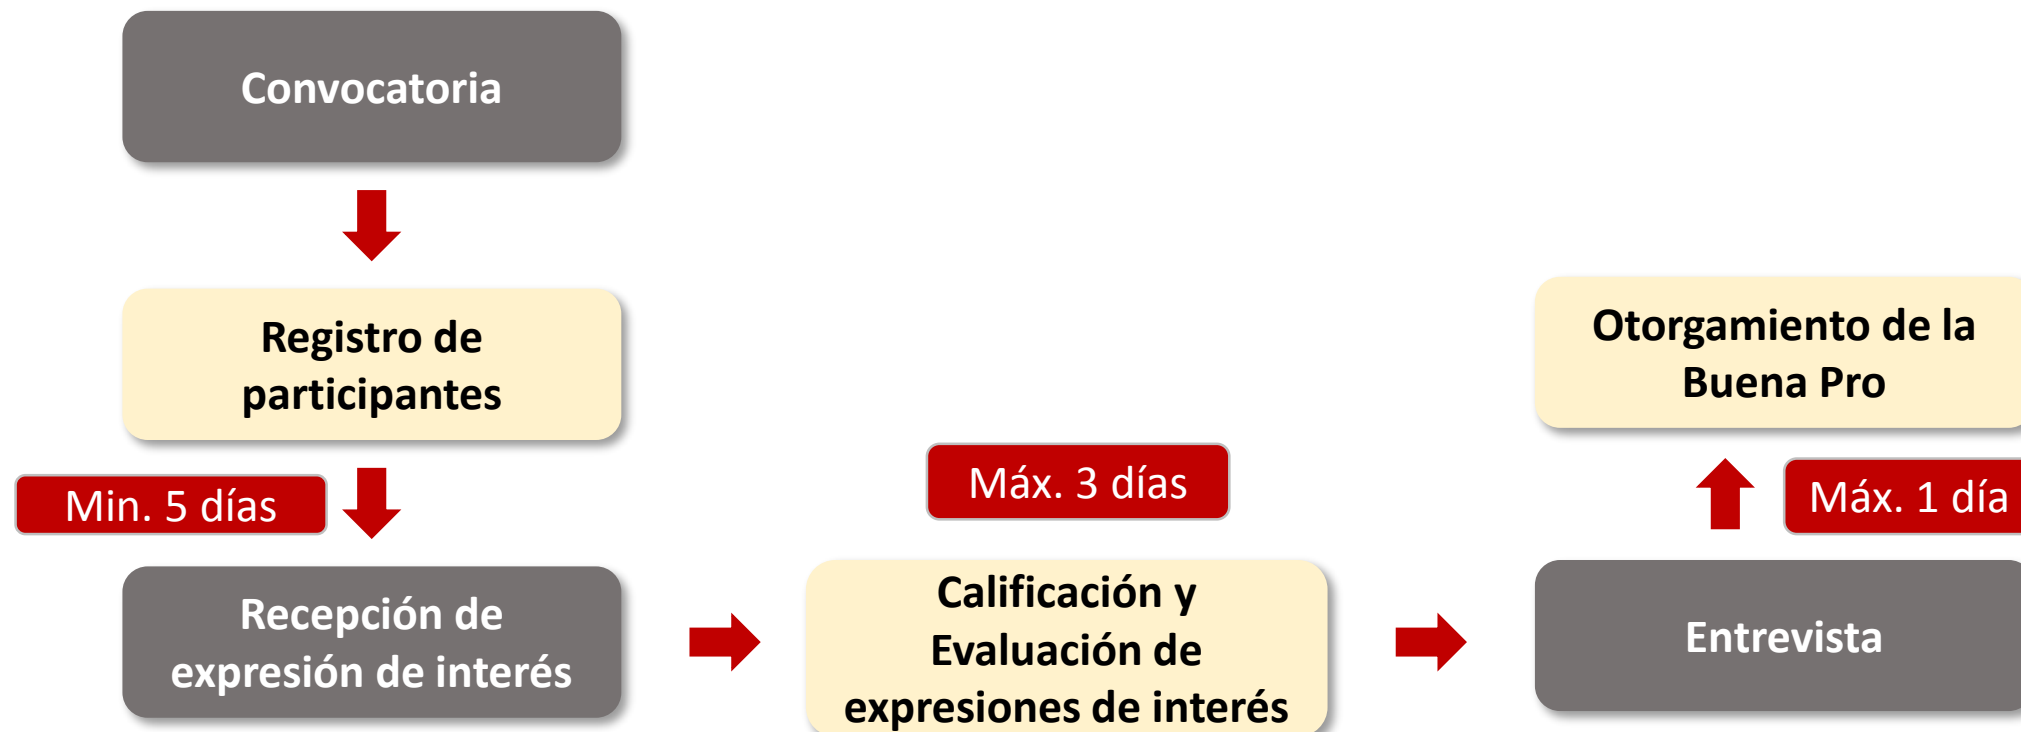 Convocatoria
Registro de
participantes
Min. 5 días
Recepción de
expresión de interés
Máx. 3 días
Calificación y
Evaluación de
expresiones de interés
Entrevista
Máx. 1 día
Otorgamiento de la
Buena Pro